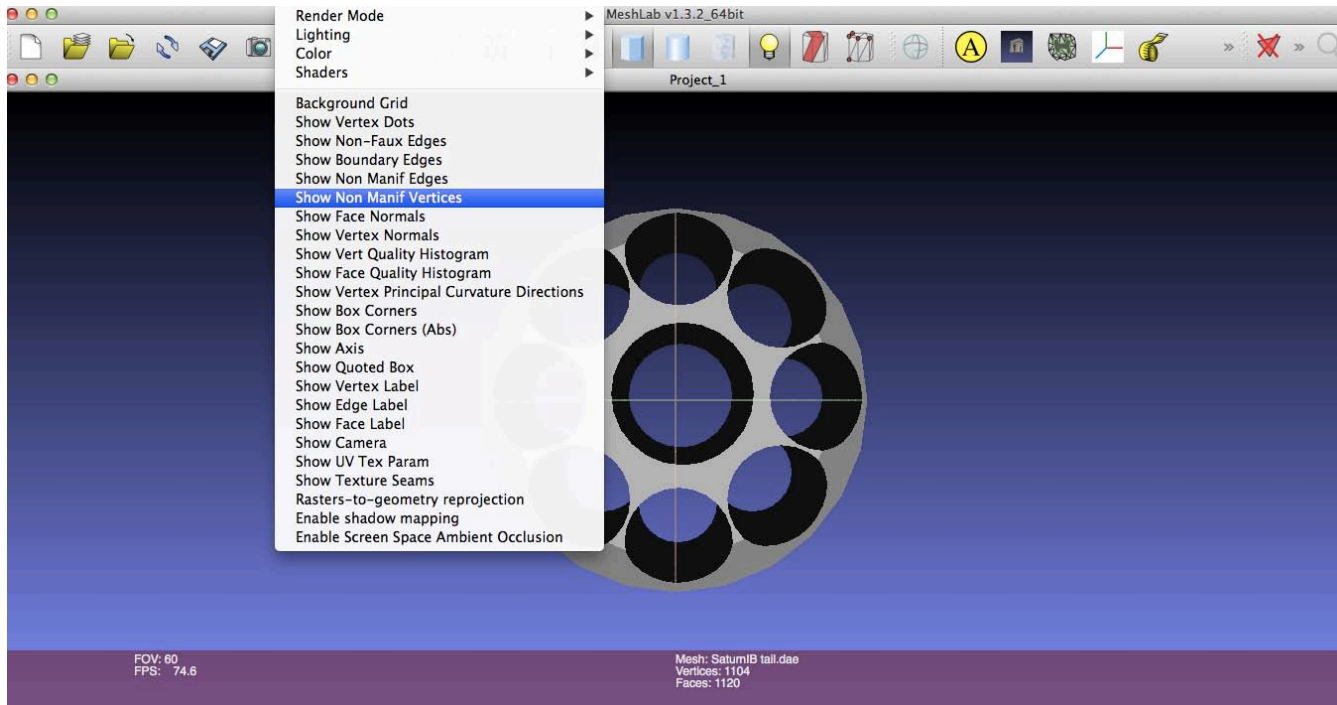 MeshLab v1.3.2_64bit
A
Project_1
Render Mode
Lighting
Color
Shaders
Background Grid
Show Vertex Dots
Show Non-Faux Edges
Show Boundary Edges
Show Non Manif Edges
Show Non Manif Vertices
Show Face Normals
Show Vertex Normals
Show Vert Quality Histogram
Show Face Quality Histogram
Show Vertex Principal Curvature Directions
Show Box Corners
Show Box Corners (Abs)
Show Axis
Show Quoted Box
Show Vertex Label
Show Edge Label
Show Face Label
Show Camera
Show UV Tex Param
Show Texture Seams
Rasters-to-geometry reprojection
Enable shadow mapping
Enable Screen Space Ambient Occlusion
FOV: 60
FPS: 74.6
Mesh: SaturnIB tail.dae
Vertices: 1104
Faces: 1120